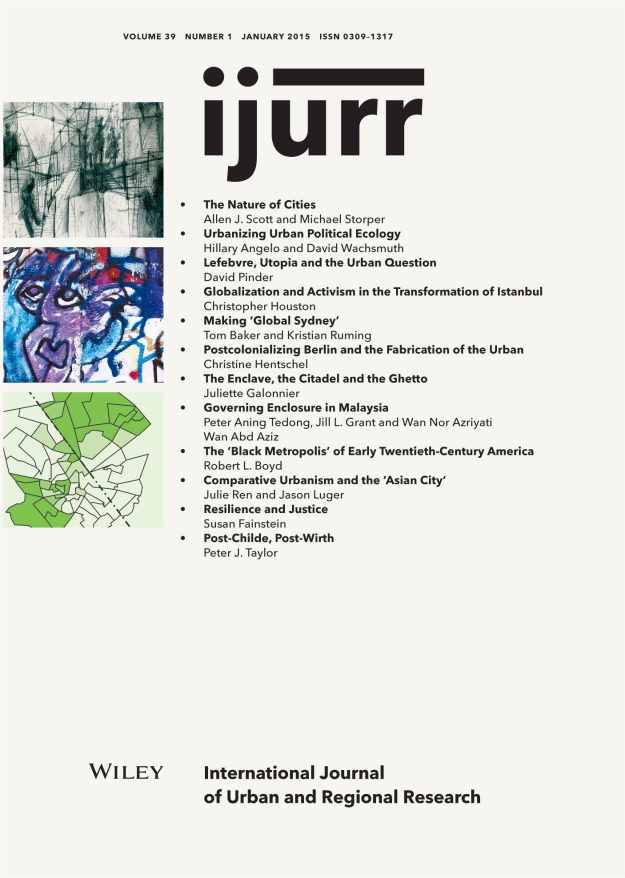 VOLUME 39 NUMBER 1 JANUARY 2015 ISSN 0309-1317
ijurr
• The Nature of Cities
Allen J. Scott and Michael Storper
• Urbanizing Urban Political Ecology
Hillary Angelo and David Wachsmuth
• Lefebvre, Utopia and the Urban Question
David Pinder
• Globalization and Activism in the Transformation of Istanbul
Christopher Houston
• Making ‘Global Sydney’
Tom Baker and Kristian Ruming
• Postcolonializing Berlin and the Fabrication of the Urban
Christine Hentschel
• The Enclave, the Citadel and the Ghetto
Juliette Galonnier
• Governing Enclosure in Malaysia
Peter Aning Tedong, Jill L. Grant and Wan Nor Azriyati
Wan Abd Aziz
• The ‘Black Metropolis’ of Early Twentieth-Century America
Robert L. Boyd
• Comparative Urbanism and the ‘Asian City’
Julie Ren and Jason Luger
• Resilience and Justice
Susan Fainstein
• Post-Childe, Post-Wirth
Peter J. Taylor
WILEY
International Journal
of Urban and Regional Research